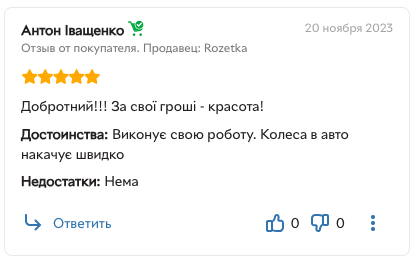 Антон Іващенко
20 ноября 2023
Отзыв от покупателя. Продавец: Rozetka
Добротний!!! За свої гроші - красота!
Достоинства: Виконує свою роботу. Колеса в авто
накачує швидко
Недостатки: Нема
Ответить
0
0